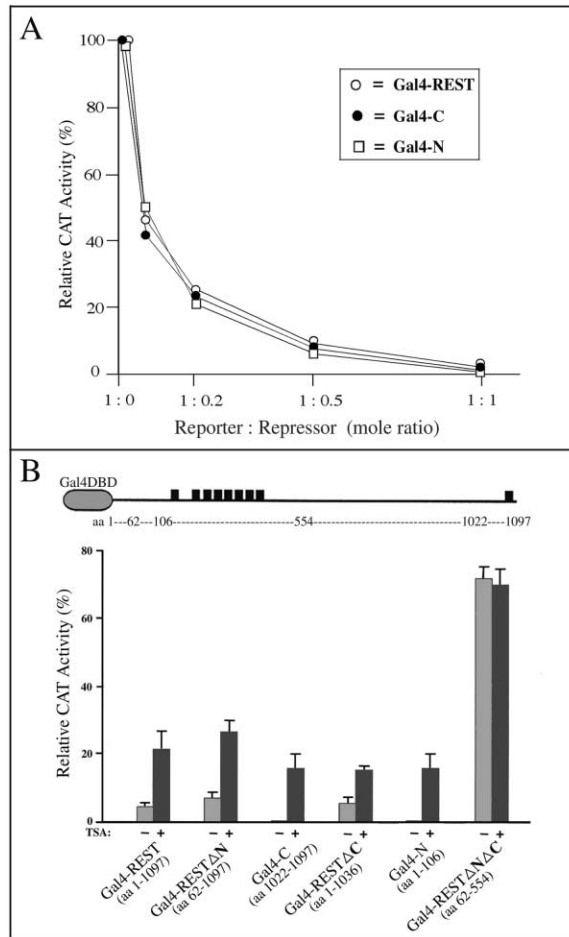 A
100
80
60
40
20
0
Relative CAT Activity (%)
= Gal4-REST
= Gal4-C
= Gal4-N
1 : 0
1 : 0.2
1 : 0.5
1 : 1
Reporter : Repressor (mole ratio)
B
Gal4DBD
aa 1---62---106------------------------------554--------------------------------------1022----1097
80
60
40
20
0
Relative CAT Activity (%)
TSA: − + − + − + − + − + − +
Gal4-REST
(aa 1-1097)
Gal4-RESTΔN
(aa 62-1097)
Gal4-C
(aa 1022-1097)
Gal4-RESTΔC
(aa 1-1036)
Gal4-N
(aa 1-106)
Gal4-RESTΔNΔC
(aa 62-554)